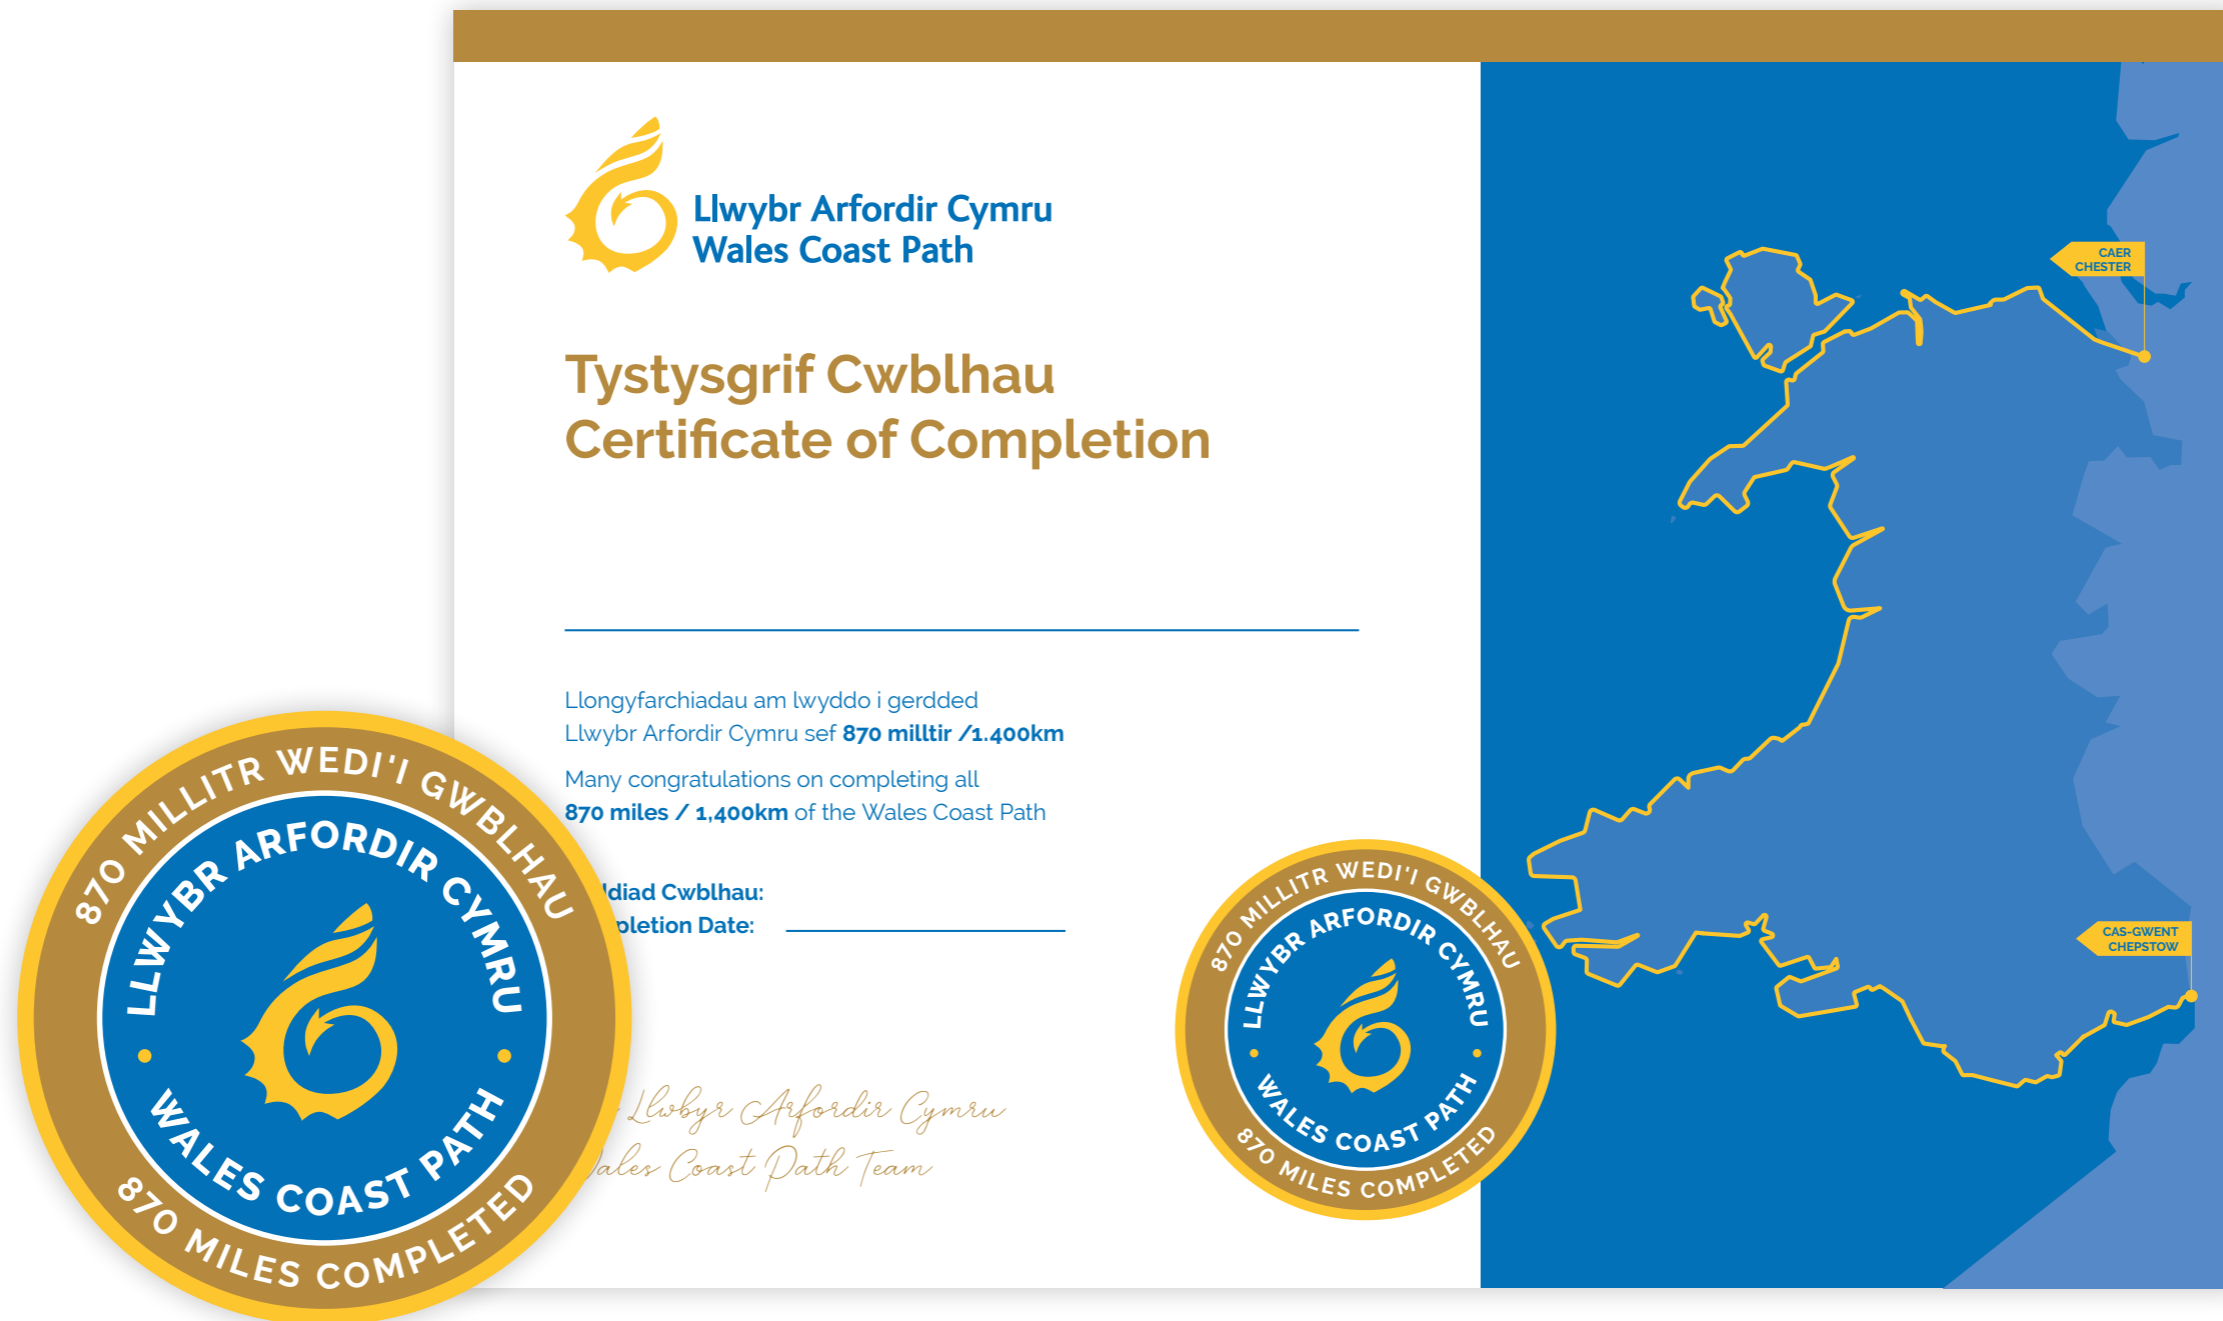 Llwybr Arfordir Cymru
Wales Coast Path
Tystysgrif Cwblhau
Certificate of Completion
Llongyfarchiadau am lwyddo i gerdded
Llwybr Arfordir Cymru sef 870 milltir /1.400km
Many congratulations on completing all
870 miles / 1,400km of the Wales Coast Path
Cwblhau:
Date:
Llwbyr Arfordir Cymru
Coast Path Team
870 MILLITR WEDI'I GWBLHAU
LLWYBR ARFORDIR CYMRU
WALES COAST PATH
870 MILES COMPLETED
870 MILLITR WEDI'I GWBLHAU
LLWYBR ARFORDIR CYMRU
WALES COAST PATH
870 MILES COMPLETED
CAER
CHESTER
CAS-GWENT
CHEPSTOW